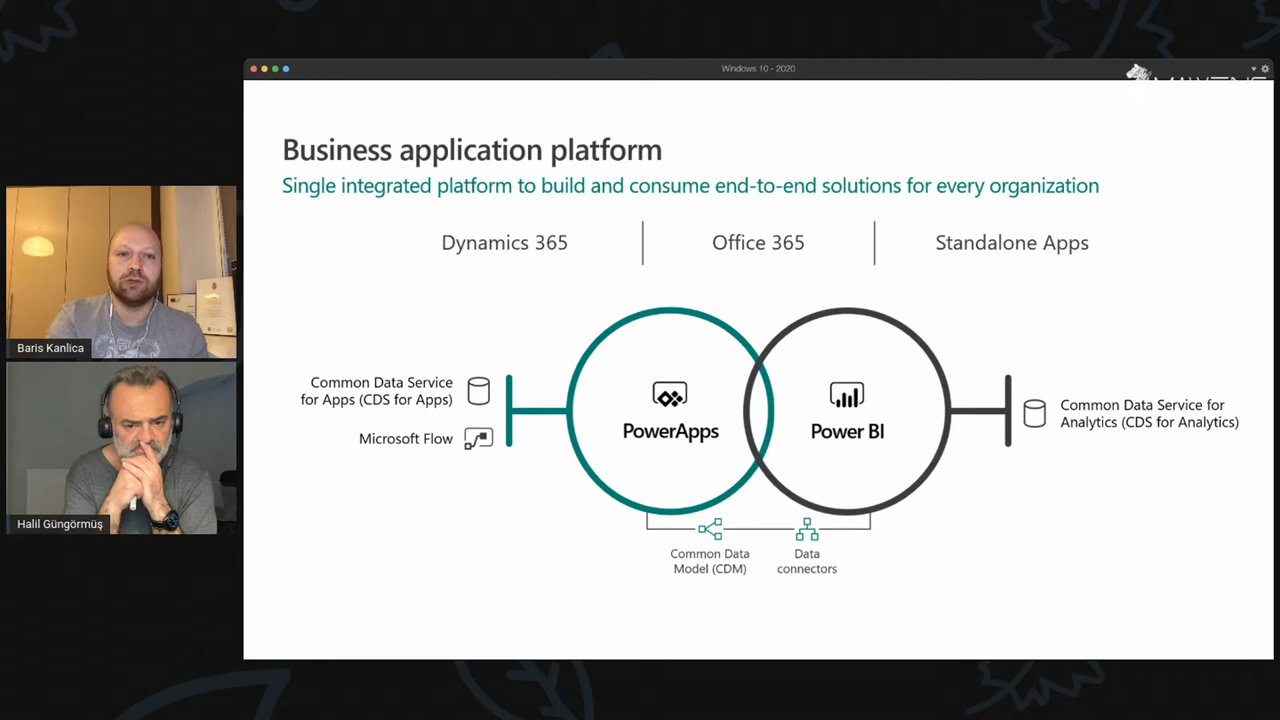 Windows 10 - 2020
Business application platform
Single integrated platform to build and consume end-to-end solutions for every organization
Dynamics 365
Office 365
Standalone Apps
Common Data Service
for Apps (CDS for Apps)
Microsoft Flow
PowerApps
Power BI
Common Data Service for
Analytics (CDS for Analytics)
Common Data
Model (CDM)
Data
connectors
Baris Kanlica
Halil Güngörmüş